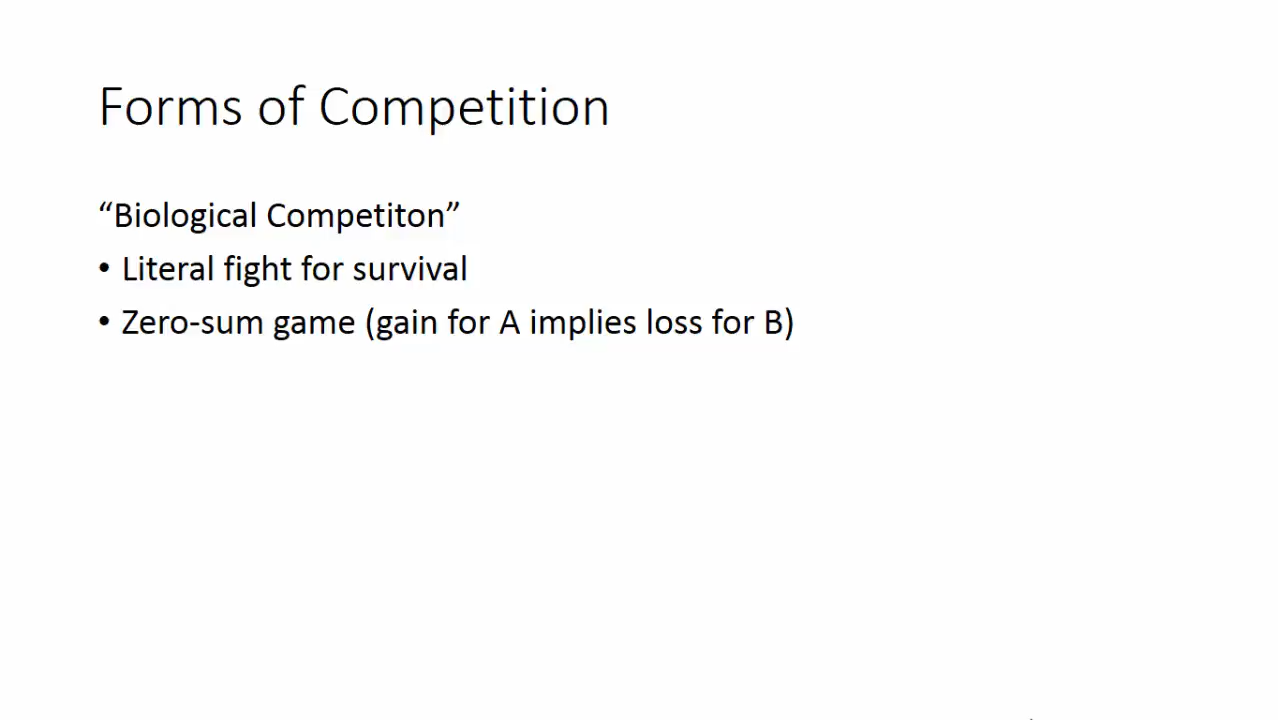 Forms of Competition
“Biological Competiton”
• Literal fight for survival
• Zero-sum game (gain for A implies loss for B)